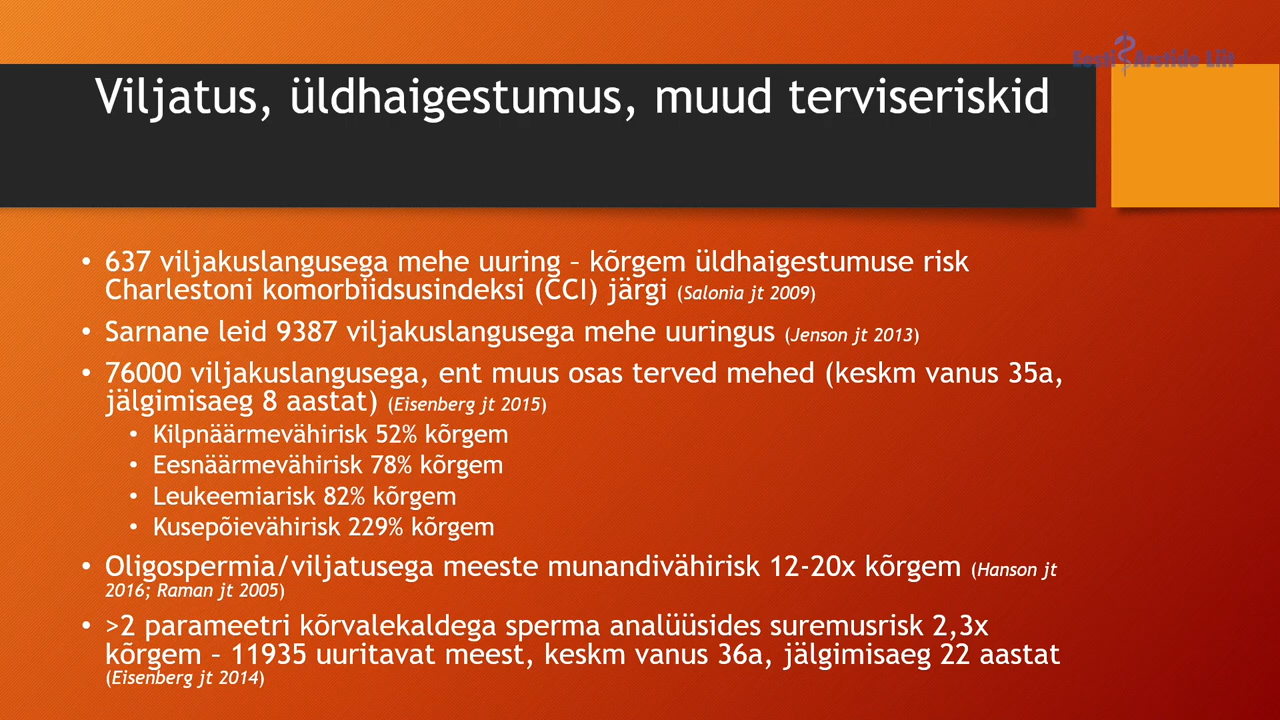 Eesti Arstide Liit
Viljatus, üldhaigestumus, muud terviseriskid
• 637 viljakuslangusega mehe uuring – kõrgem üldhaigestumuse risk
Charlestoni komorbiidsusindeksi (CCI) järgi (Salonia jt 2009)
• Sarnane leid 9387 viljakuslangusega mehe uuringus (Jenson jt 2013)
• 76000 viljakuslangusega, ent muus osas terved mehed (keskm vanus 35a,
jälgimisaeg 8 aastat) (Eisenberg jt 2015)
• Kilpnäärmevähirisk 52% kõrgem
• Eesnäärmevähirisk 78% kõrgem
• Leukeemiarisk 82% kõrgem
• Kusepõievähirisk 229% kõrgem
• Oligospermia/viljatusega meeste munandivähirisk 12-20x kõrgem (Hanson jt
2016; Raman jt 2005)
• >2 parameetri kõrvalekaldega sperma analüüsides suremusrisk 2,3x
kõrgem – 11935 uuritavat meest, keskm vanus 36a, jälgimisaeg 22 aastat
(Eisenberg jt 2014)